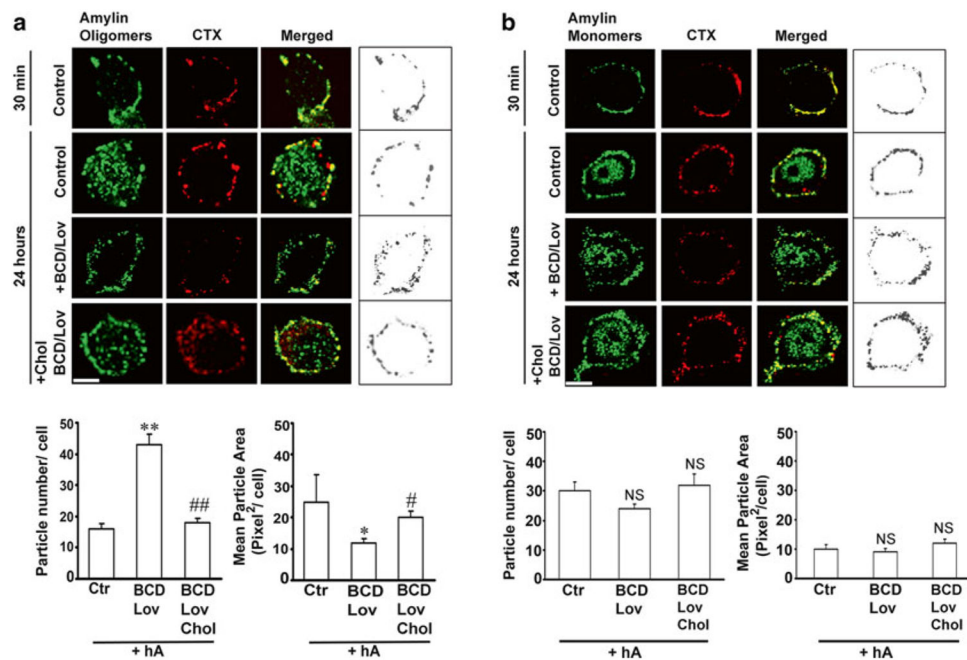 a
Amylin
Oligomers
CTX
Merged
30 min
Control
24 hours
Control
+ BCD/Lov
+Chol
BCD/Lov
Particle number/ cell
50
40
30
20
10
0
**
##
Ctr
BCD
Lov
BCD
Lov
Chol
+ hA
Mean Particle Area
(Pixel²/ cell)
50
40
30
20
10
0
*
#
Ctr
BCD
Lov
BCD
Lov
Chol
+ hA
b
Amylin
Monomers
CTX
Merged
30 min
Control
24 hours
Control
+ BCD/Lov
+Chol
BCD/Lov
Particle number/ cell
50
40
30
20
10
0
NS
NS
Ctr
BCD
Lov
BCD
Lov
Chol
+ hA
Mean Particle Area
(Pixel²/cell)
50
40
30
20
10
0
NS
NS
Ctr
BCD
Lov
BCD
Lov
Chol
+ hA